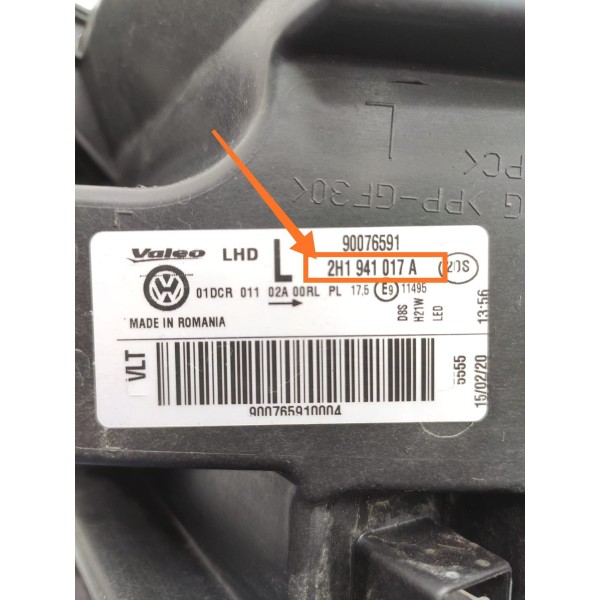 L
G >PP-GF30<
PC<
90076591
Valeo LHD L 2H1 941 017 A 20S
01DCR 011 02A 00RL PL 17,5 E9 11495
D8S
H21W
LED
13:56
MADE IN ROMANIA
VLT
5555
15/02/20
900765910004